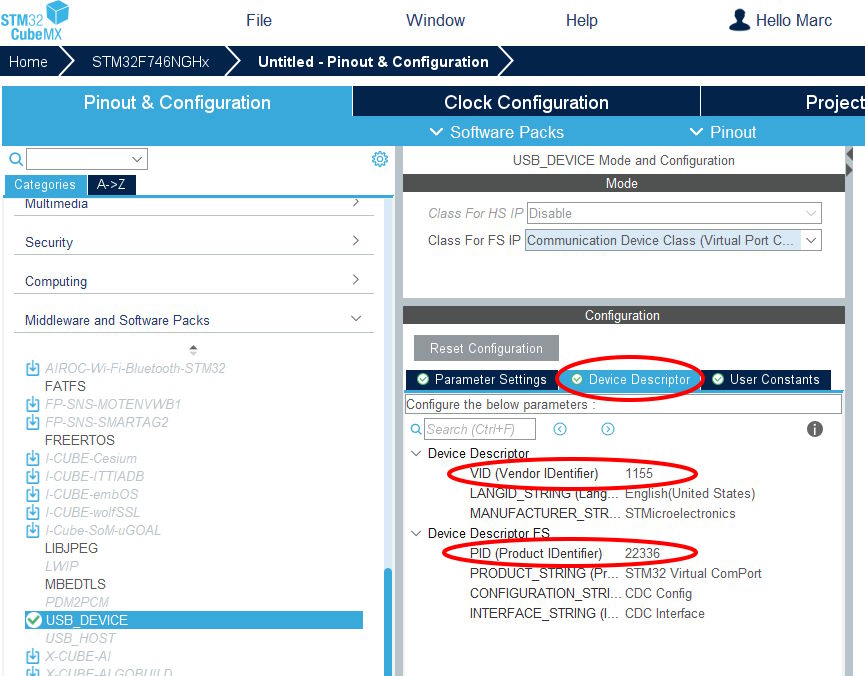 STM32
CubeMX
File
Window
Help
Hello Marc
Home
STM32F746NGHx
Untitled - Pinout & Configuration
Pinout & Configuration
Clock Configuration
Project
Software Packs
Pinout
Categories
A->Z
Multimedia
Security
Computing
Middleware and Software Packs
AIROC-Wi-Fi-Bluetooth-STM32
FATFS
FP-SNS-MOTENVWB1
FP-SNS-SMARTAG2
FREERTOS
I-CUBE-Cesium
I-CUBE-ITTIADB
I-CUBE-embOS
I-CUBE-wolfSSL
I-Cube-SoM-uGOAL
LIBJPEG
LWIP
MBEDTLS
PDM2PCM
USB_DEVICE
USB_HOST
X-CUBE-AI
X-CUBE-ALGOBUILD
USB_DEVICE Mode and Configuration
Mode
Class For HS IP Disable
Class For FS IP Communication Device Class (Virtual Port C...
Configuration
Reset Configuration
Parameter Settings
Device Descriptor
User Constants
Configure the below parameters :
Search (Ctrl+F)
Device Descriptor
VID (Vendor IDentifier) 1155
LANGID_STRING (Lang... English(United States)
MANUFACTURER_STR... STMicroelectronics
Device Descriptor FS
PID (Product IDentifier) 22336
PRODUCT_STRING (Pr... STM32 Virtual ComPort
CONFIGURATION_STRI... CDC Config
INTERFACE_STRING (I... CDC Interface